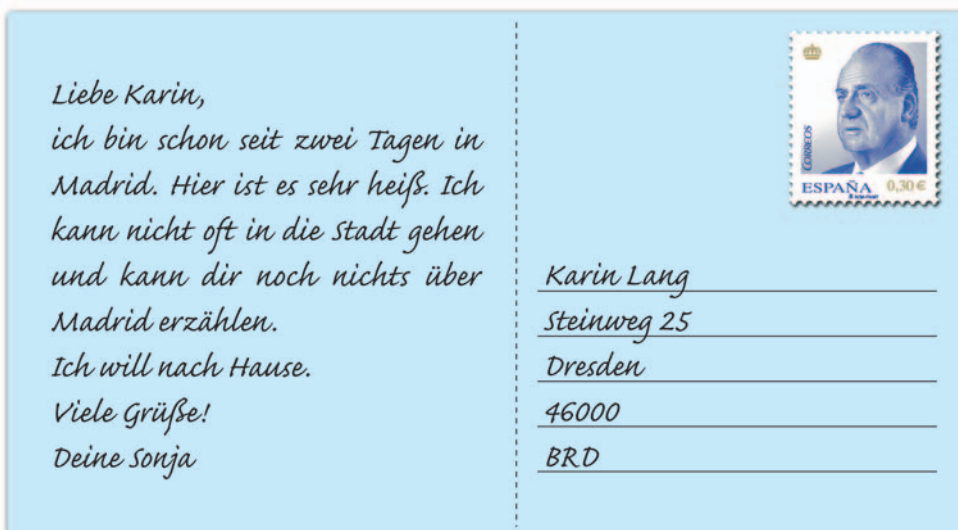 Liebe Karin,
ich bin schon seit zwei Tagen in
Madrid. Hier ist es sehr heiß. Ich
kann nicht oft in die Stadt gehen
und kann dir noch nichts über
Madrid erzählen.
Ich will nach Hause.
Viele Grüße!
Deine Sonja
CORREOS
ESPAÑA 0,30 €
Karin Lang
Steinweg 25
Dresden
46000
BRD